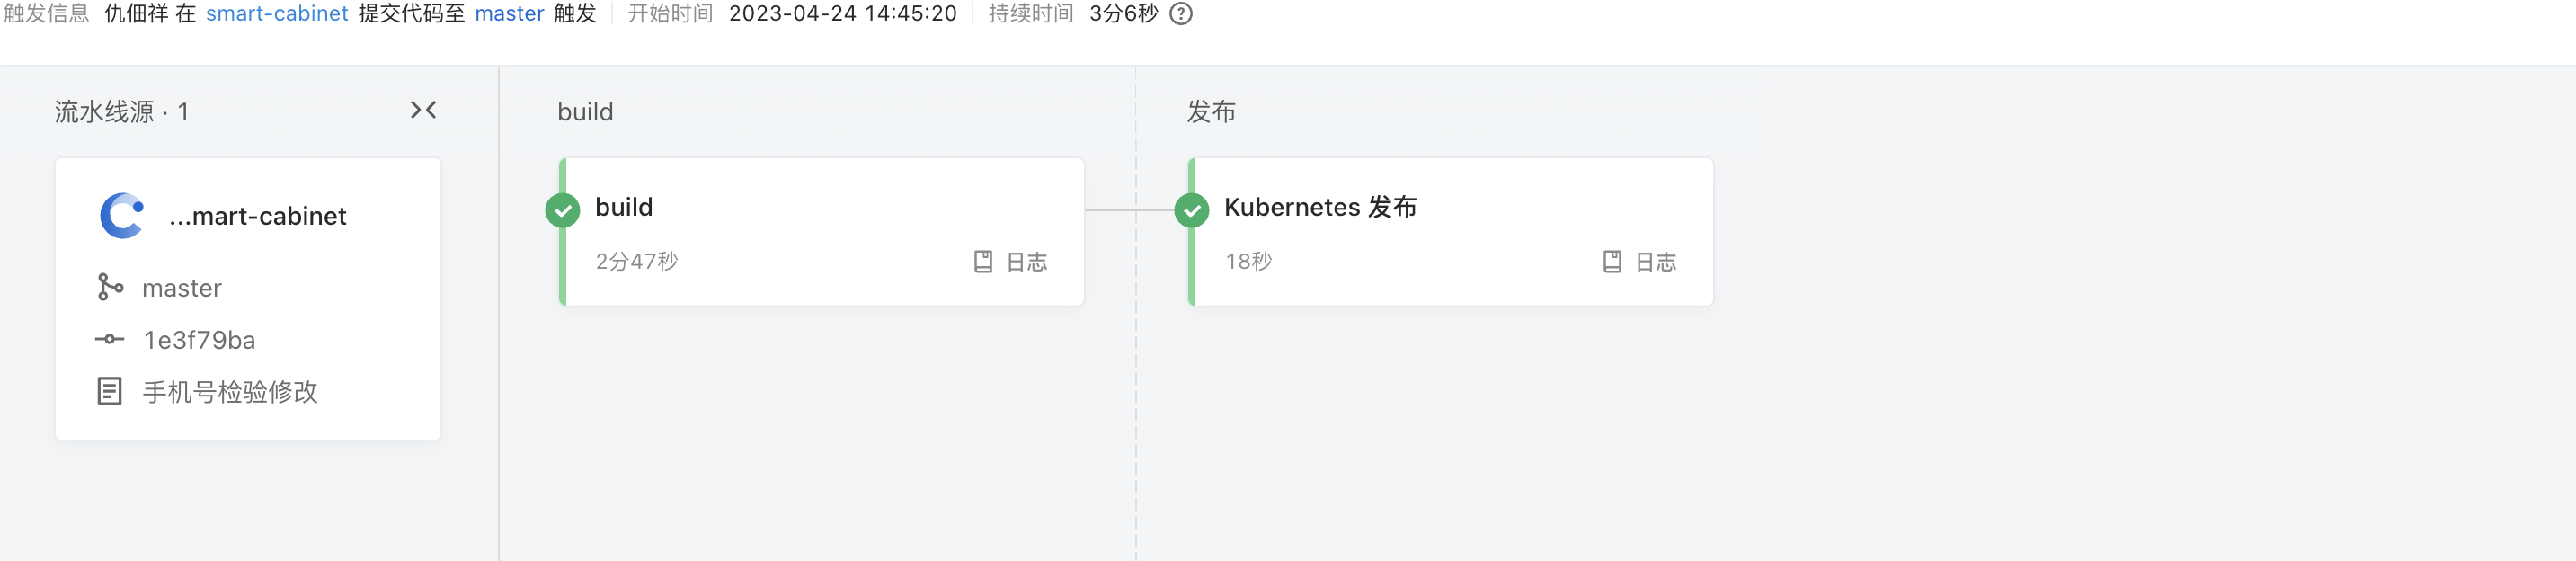 触发信息 仇佃祥 在 smart-cabinet 提交代码至 master 触发 开始时间 2023-04-24 14:45:20 持续时间 3分6秒
流水线源 · 1
...mart-cabinet
master
1e3f79ba
手机号检验修改
build
build
2分47秒 日志
发布
Kubernetes 发布
18秒 日志